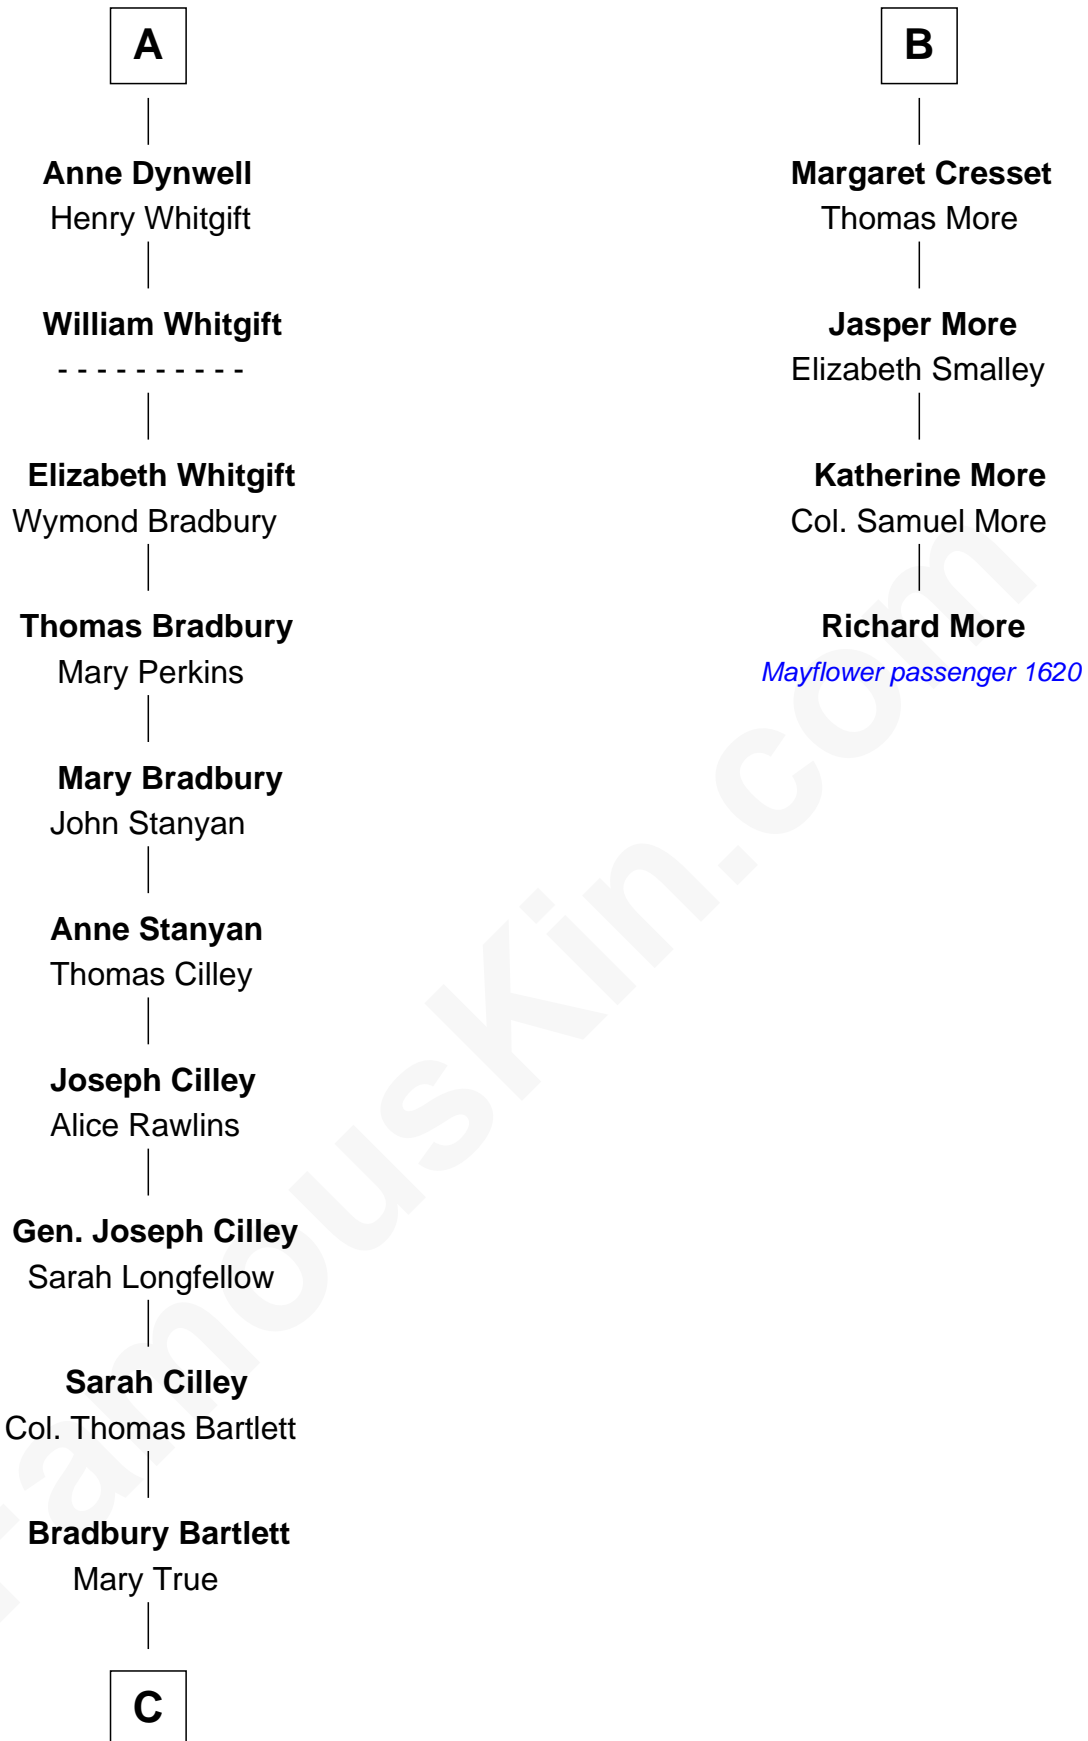 A
Anne Dynwell
Henry Whitgift
William Whitgift
- - - - - - - - - -
Elizabeth Whitgift
Wymond Bradbury
Thomas Bradbury
Mary Perkins
Mary Bradbury
John Stanyan
Anne Stanyan
Thomas Cilley
Joseph Cilley
Alice Rawlins
Gen. Joseph Cilley
Sarah Longfellow
Sarah Cilley
Col. Thomas Bartlett
Bradbury Bartlett
Mary True
C
B
Margaret Cresset
Thomas More
Jasper More
Elizabeth Smalley
Katherine More
Col. Samuel More
Richard More
Mayflower passenger 1620
FamousKin.com